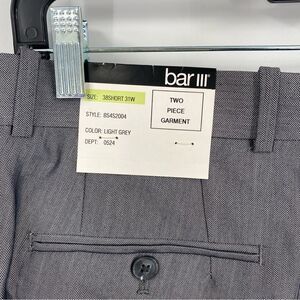 bar III
SIZE: 38SHORT 31W
TWO
PIECE
GARMENT
STYLE: BS4S2004
COLOR: LIGHT GREY
DEPT: 0524